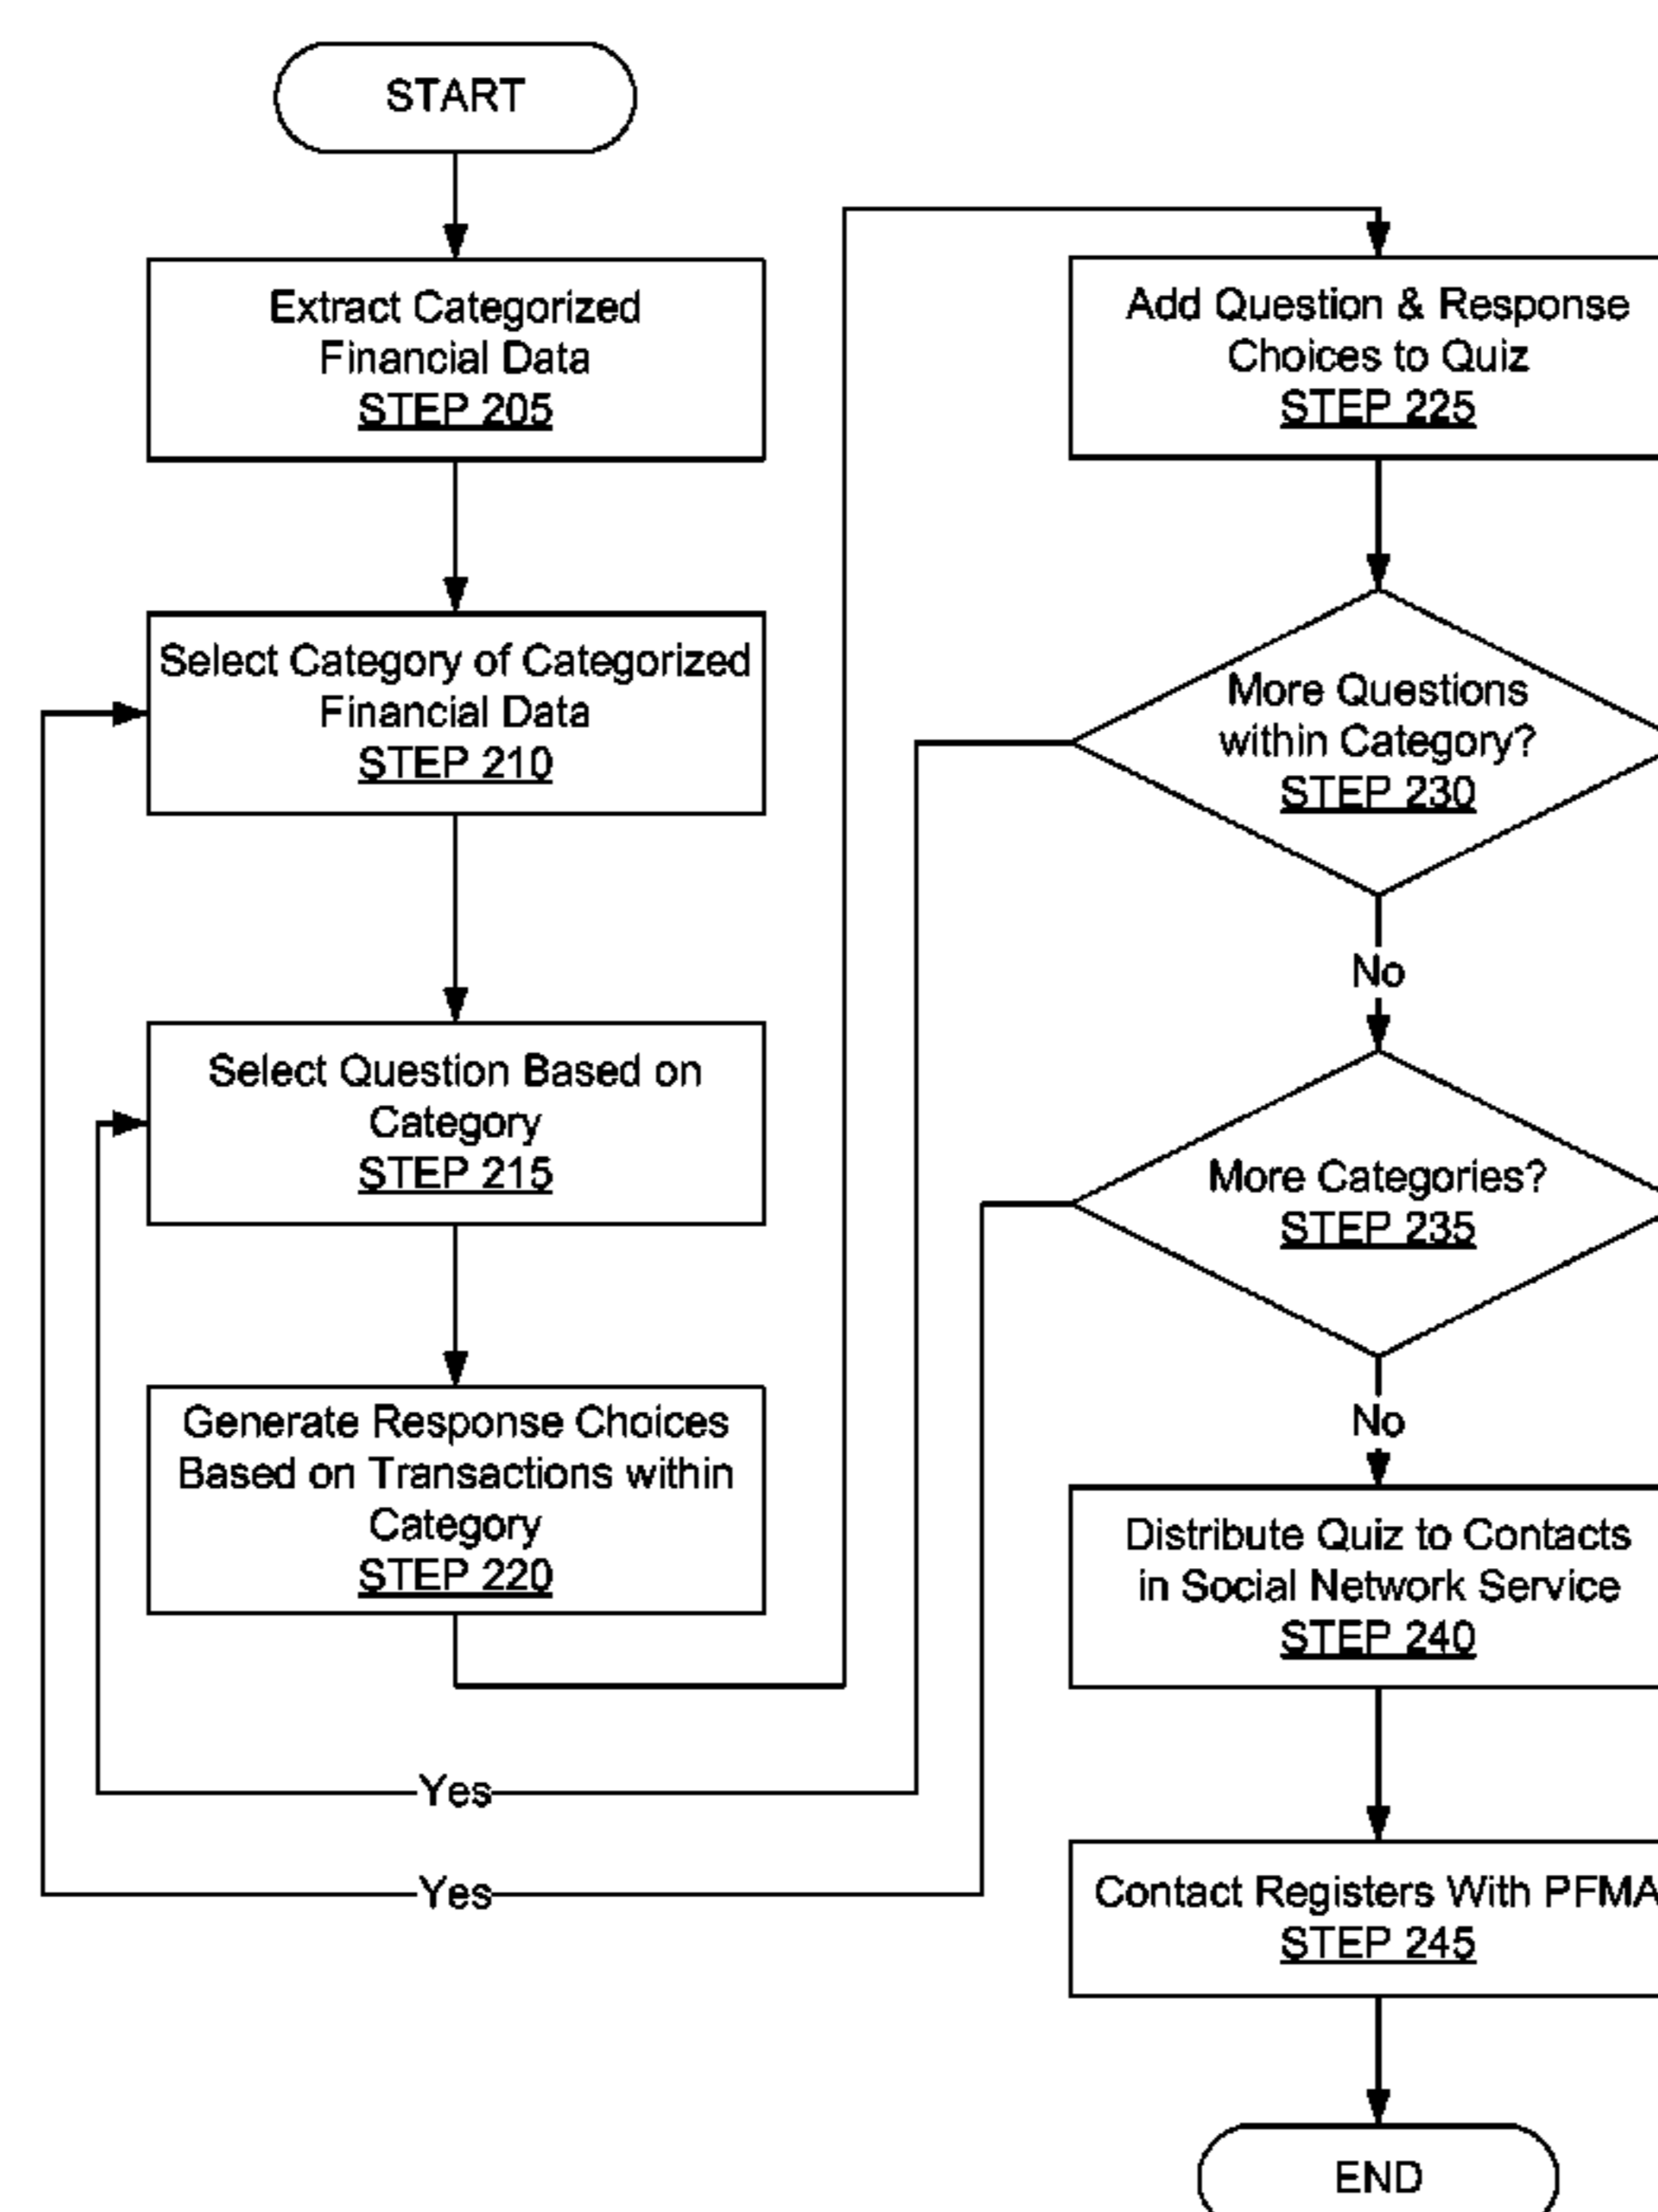 START
Extract Categorized
Financial Data
STEP 205
Select Category of Categorized
Financial Data
STEP 210
Select Question Based on
Category
STEP 215
Generate Response Choices
Based on Transactions within
Category
STEP 220
Yes
Yes
Add Question & Response
Choices to Quiz
STEP 225
More Questions
within Category?
STEP 230
No
More Categories?
STEP 235
No
Distribute Quiz to Contacts
in Social Network Service
STEP 240
Contact Registers With PFMA
STEP 245
END